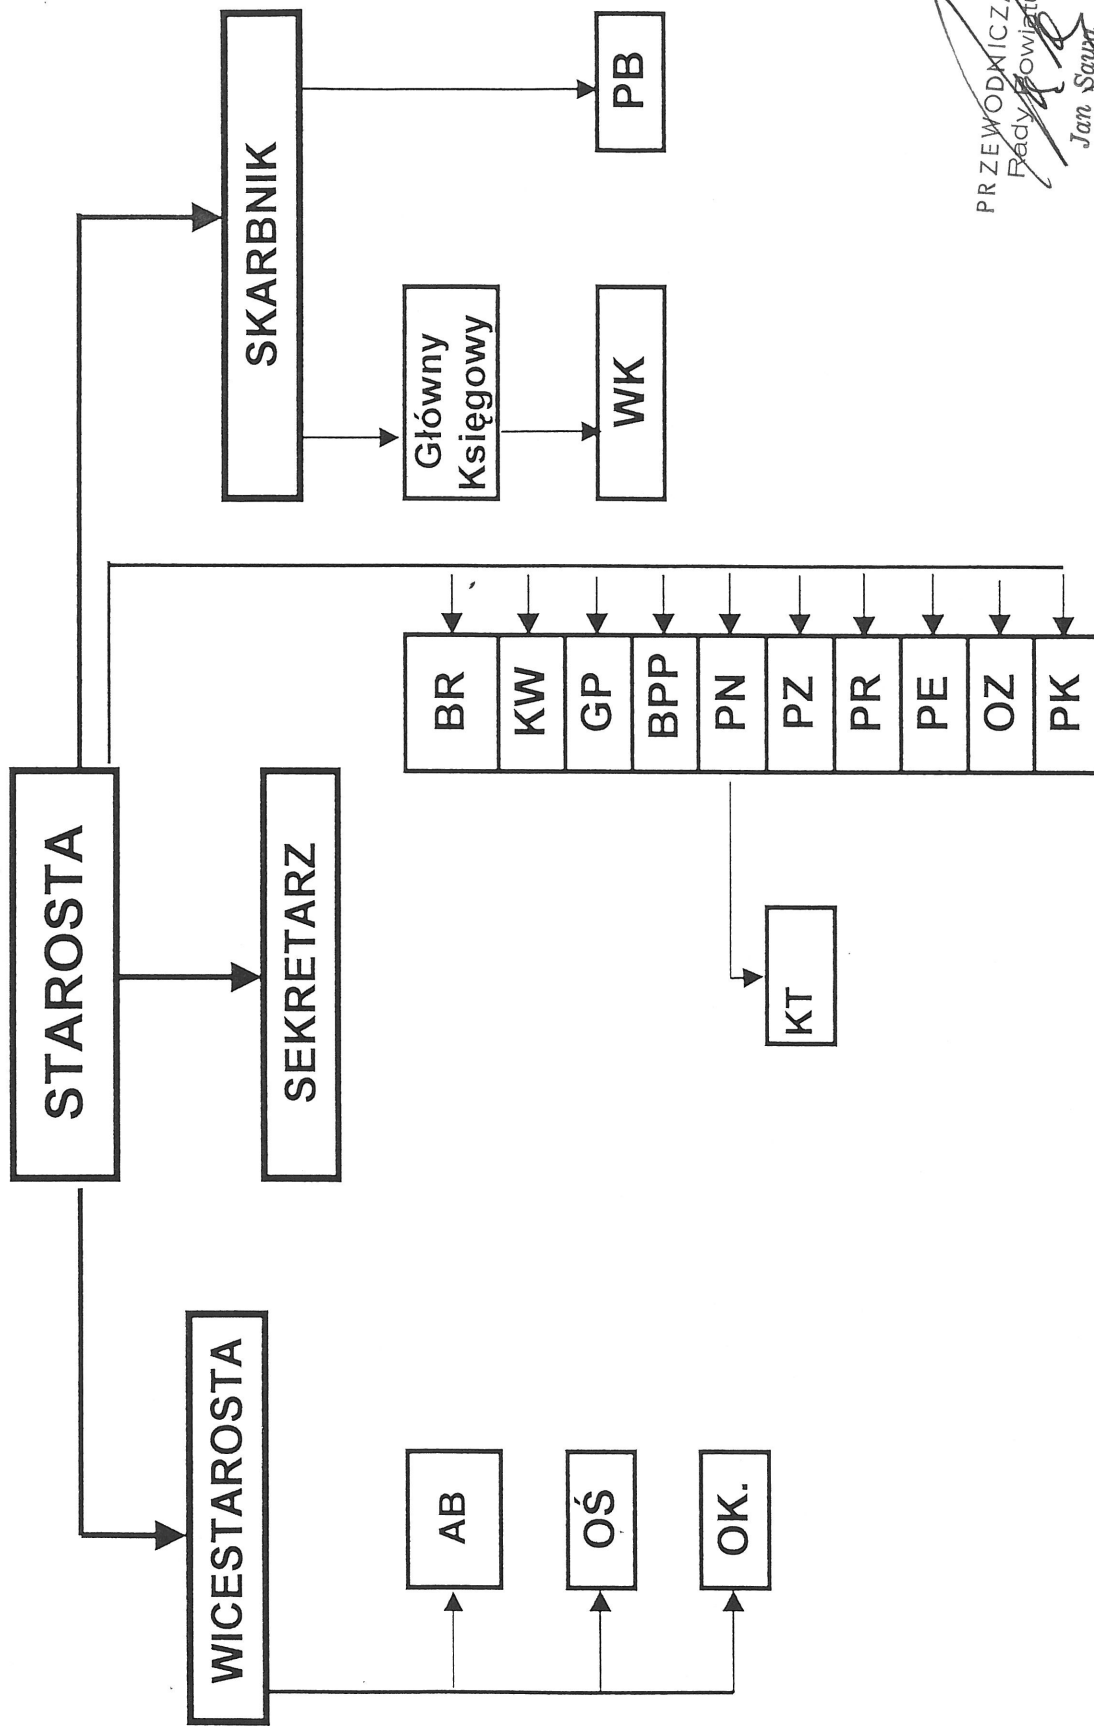 STAROSTA
WICESTAROSTA
SEKRETARZ
SKARBNIK
AB
OŚ
OK.
BR
KW
GP
BPP
PN
PZ
PR
PE
OZ
PK
KT
Główny
Księgowy
WK
PB
PRZEWODNICZ
Rady Powiatu
Jan Sawa